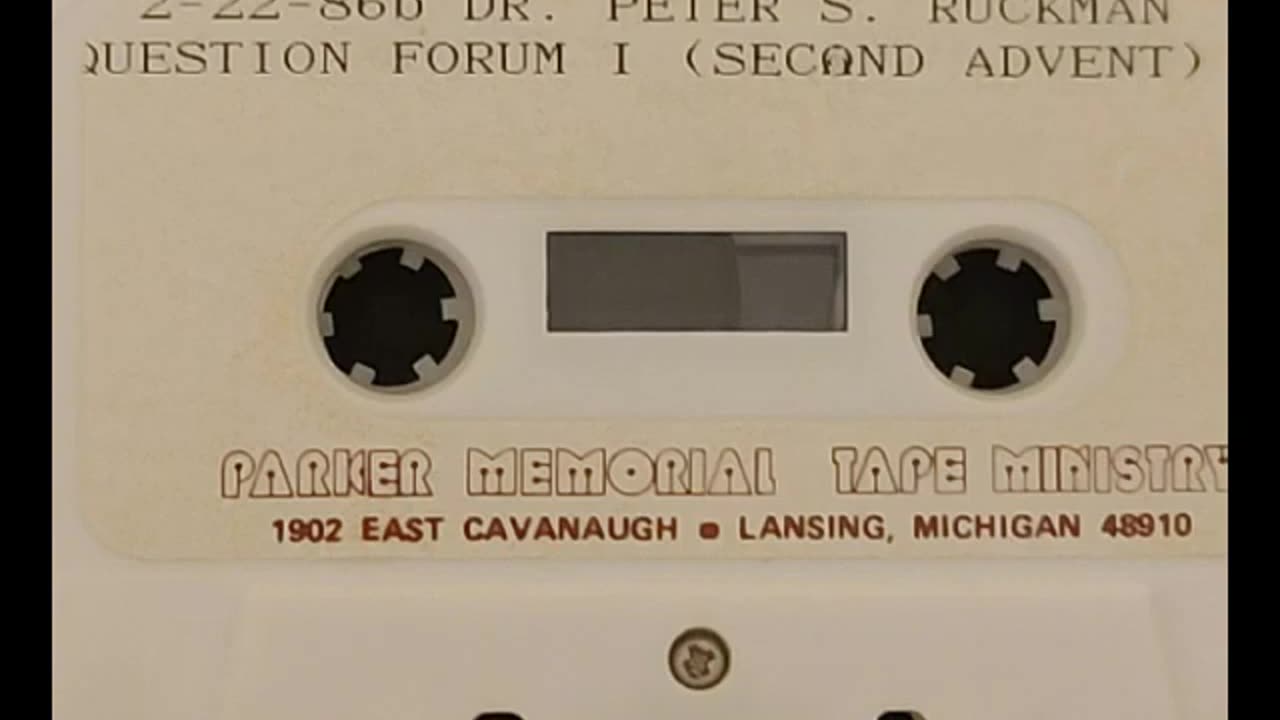 2-22-86b DR. PETER S. RUCKMAN
QUESTION FORUM I (SECOND ADVENT)
PARKER MEMORIAL TAPE MINISTRY
1902 EAST CAVANAUGH • LANSING, MICHIGAN 48910